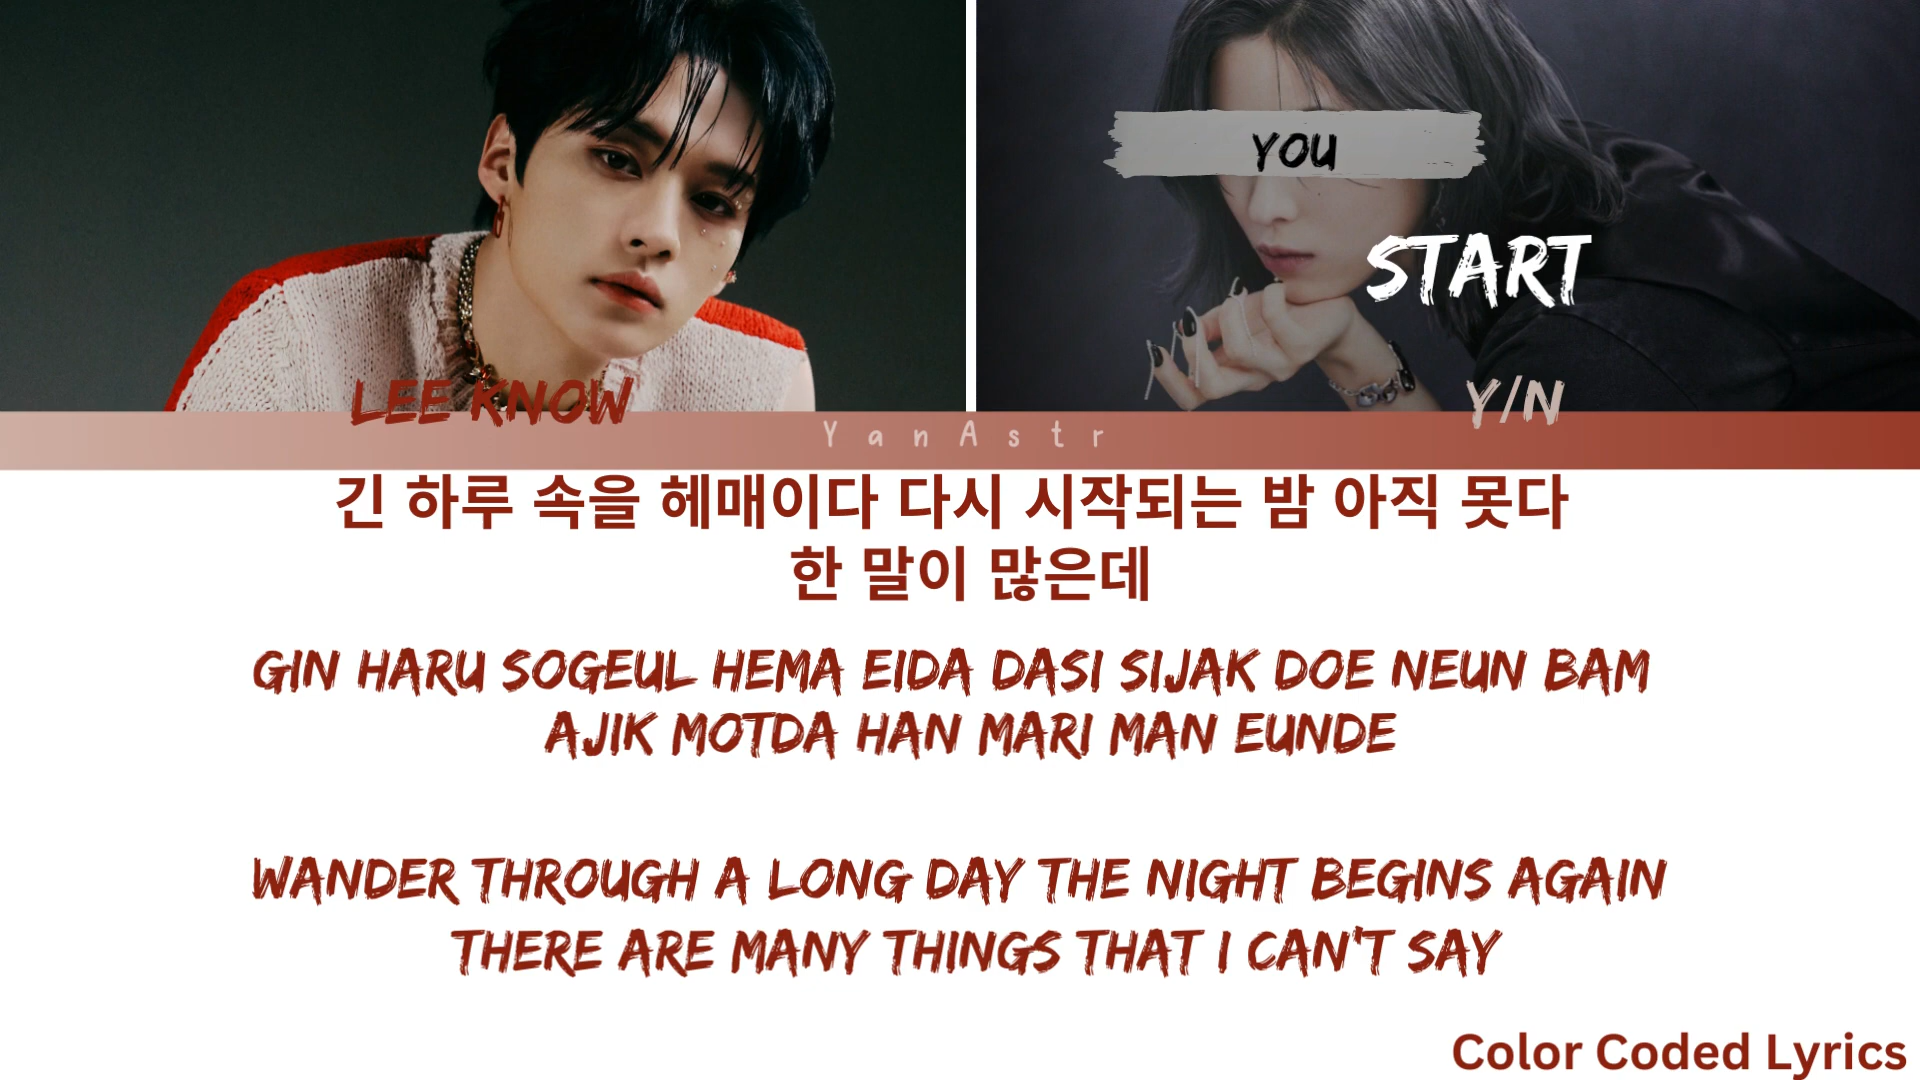 YOU
START
LEE KNOW
Y/N
YanAstr
긴 하루 속을 헤매이다 다시 시작되는 밤 아직 못다
한 말이 많은데
GIN HARU SOGEUL HEMA EIDA DASI SIJAK DOE NEUN BAM
AJIK MOTDA HAN MARI MAN EUNDE
WANDER THROUGH A LONG DAY THE NIGHT BEGINS AGAIN
THERE ARE MANY THINGS THAT I CAN'T SAY
Color Coded Lyrics